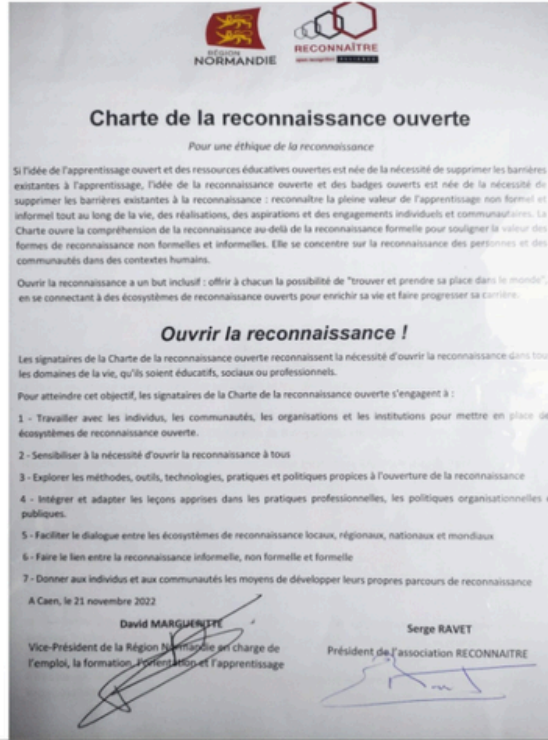 RÉGION
NORMANDIE
RECONNAÎTRE
OPEN RECOGNITION ALLIANCE
Charte de la reconnaissance ouverte
Pour une éthique de la reconnaissance
Si l'idée de l'apprentissage ouvert et des ressources éducatives ouvertes est née de la nécessité de supprimer les barrières
existantes à l'apprentissage, l'idée de la reconnaissance ouverte et des badges ouverts est née de la nécessité de
supprimer les barrières existantes à la reconnaissance : reconnaître la pleine valeur de l'apprentissage non formel et
informel tout au long de la vie, des réalisations, des aspirations et des engagements individuels et communautaires. La
Charte ouvre la compréhension de la reconnaissance au-delà de la reconnaissance formelle pour souligner la valeur des
formes de reconnaissance non formelles et informelles. Elle se concentre sur la reconnaissance des personnes et des
communautés dans des contextes humains.
Ouvrir la reconnaissance a un but inclusif : offrir à chacun la possibilité de "trouver et prendre sa place dans le monde",
en se connectant à des écosystèmes de reconnaissance ouverts pour enrichir sa vie et faire progresser sa carrière.
Ouvrir la reconnaissance !
Les signataires de la Charte de la reconnaissance ouverte reconnaissent la nécessité d'ouvrir la reconnaissance dans tou
les domaines de la vie, qu'ils soient éducatifs, sociaux ou professionnels.
Pour atteindre cet objectif, les signataires de la Charte de la reconnaissance ouverte s'engagent à :
1 - Travailler avec les individus, les communautés, les organisations et les institutions pour mettre en place
écosystèmes de reconnaissance ouverte.
2 - Sensibiliser à la nécessité d'ouvrir la reconnaissance à tous
3 - Explorer les méthodes, outils, technologies, pratiques et politiques propices à l'ouverture de la reconnaissance
4 - Intégrer et adapter les leçons apprises dans les pratiques professionnelles, les politiques organisationnelles
publiques.
5 - Faciliter le dialogue entre les écosystèmes de reconnaissance locaux, régionaux, nationaux et mondiaux
6 - Faire le lien entre la reconnaissance informelle, non formelle et formelle
7 - Donner aux individus et aux communautés les moyens de développer leurs propres parcours de reconnaissance
A Caen, le 21 novembre 2022
David MARGUERITTE
Serge RAVET
Vice-Président de la Région Normandie en charge de
l'emploi, la formation, l'orientation et l'apprentissage
Président de l'association RECONNAITRE